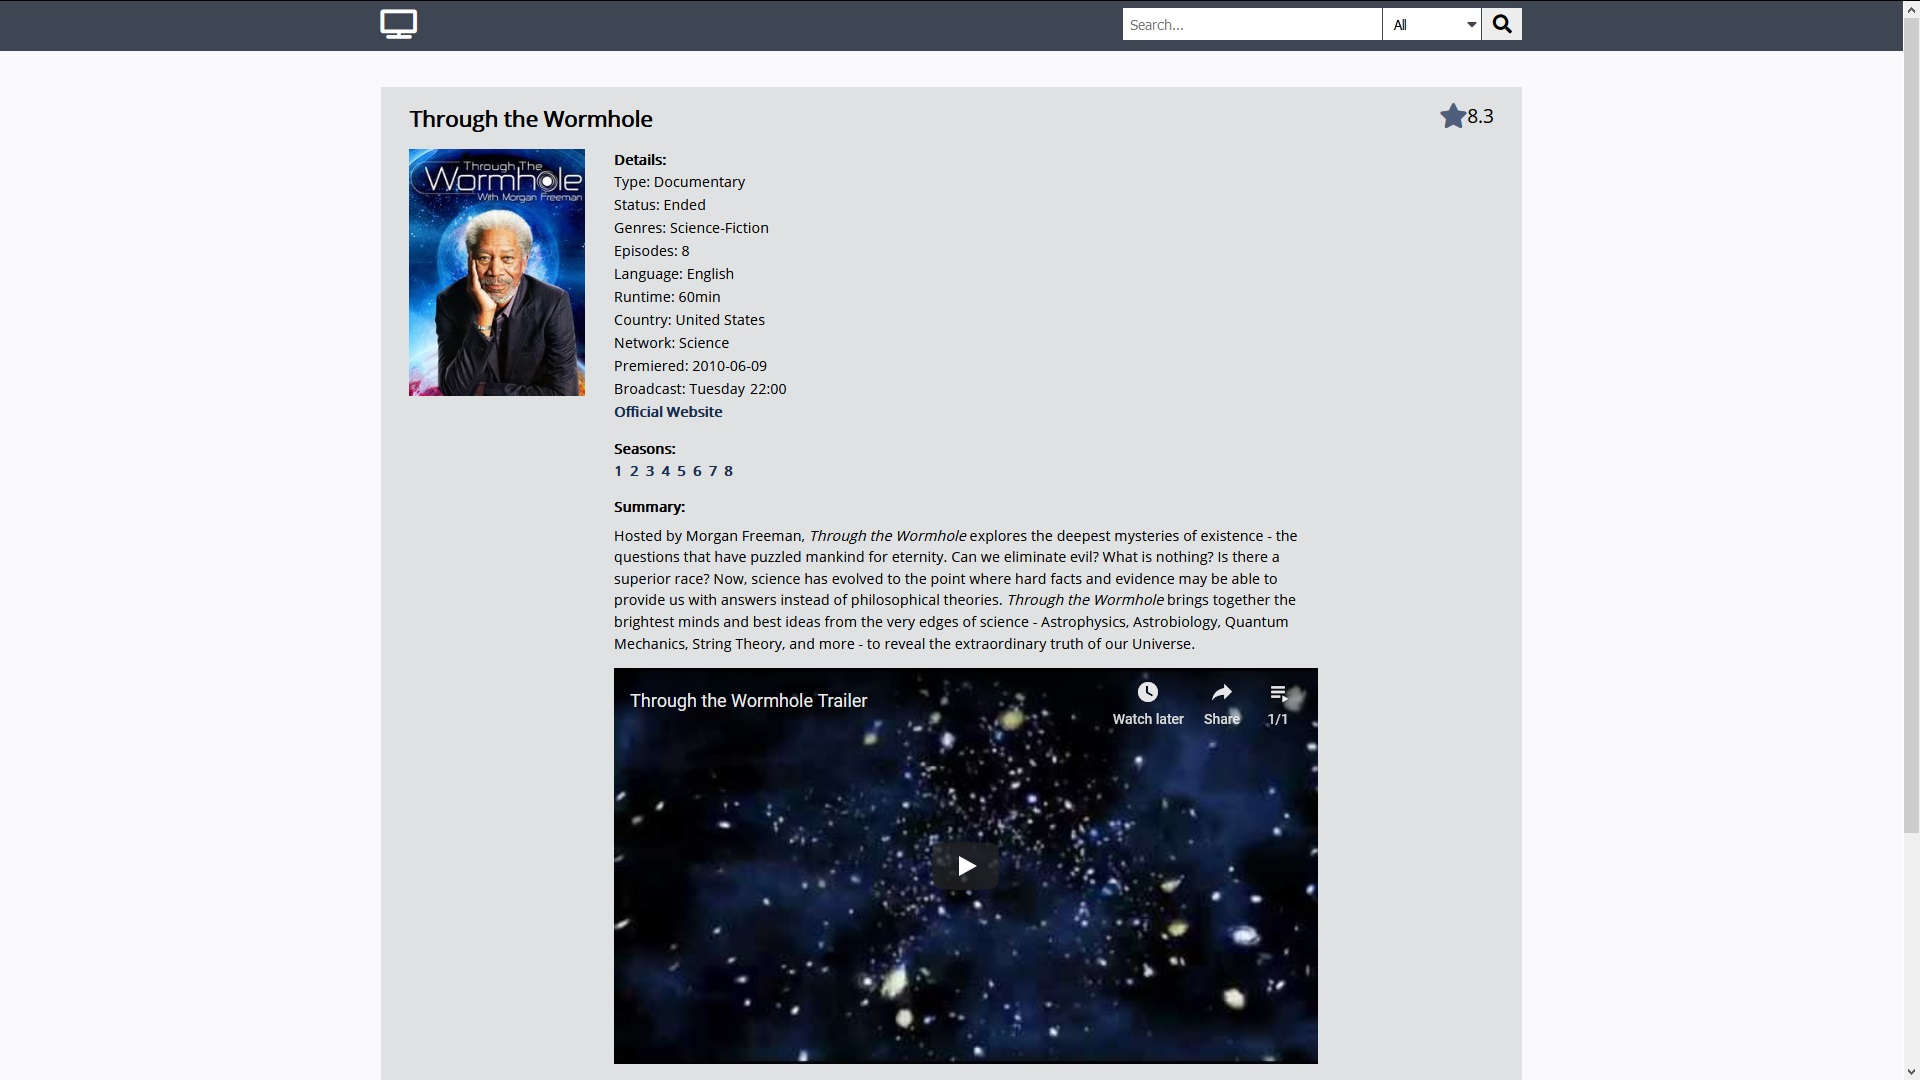 Search...
All
Through the Wormhole
8.3
Through The
Wormhole
With Morgan Freeman
Details:
Type: Documentary
Status: Ended
Genres: Science-Fiction
Episodes: 8
Language: English
Runtime: 60min
Country: United States
Network: Science
Premiered: 2010-06-09
Broadcast: Tuesday 22:00
Official Website
Seasons:
1 2 3 4 5 6 7 8
Summary:
Hosted by Morgan Freeman, Through the Wormhole explores the deepest mysteries of existence - the
questions that have puzzled mankind for eternity. Can we eliminate evil? What is nothing? Is there a
superior race? Now, science has evolved to the point where hard facts and evidence may be able to
provide us with answers instead of philosophical theories. Through the Wormhole brings together the
brightest minds and best ideas from the very edges of science - Astrophysics, Astrobiology, Quantum
Mechanics, String Theory, and more - to reveal the extraordinary truth of our Universe.
Through the Wormhole Trailer
Watch later
Share
1/1